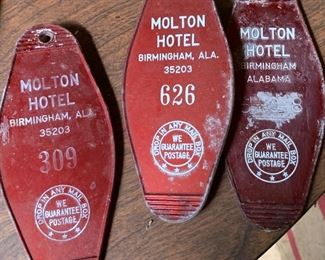 MOLTON
HOTEL
BIRMINGHAM, ALA.
35203
309
DROP IN ANY MAIL BOX
WE
GUARANTEE
POSTAGE
MOLTON
HOTEL
BIRMINGHAM, ALA.
35203
626
DROP IN ANY MAIL BOX
WE
GUARANTEE
POSTAGE
MOLTON
HOTEL
BIRMINGHAM
ALABAMA
DROP IN ANY MAIL BOX
WE
GUARANTEE
POSTAGE